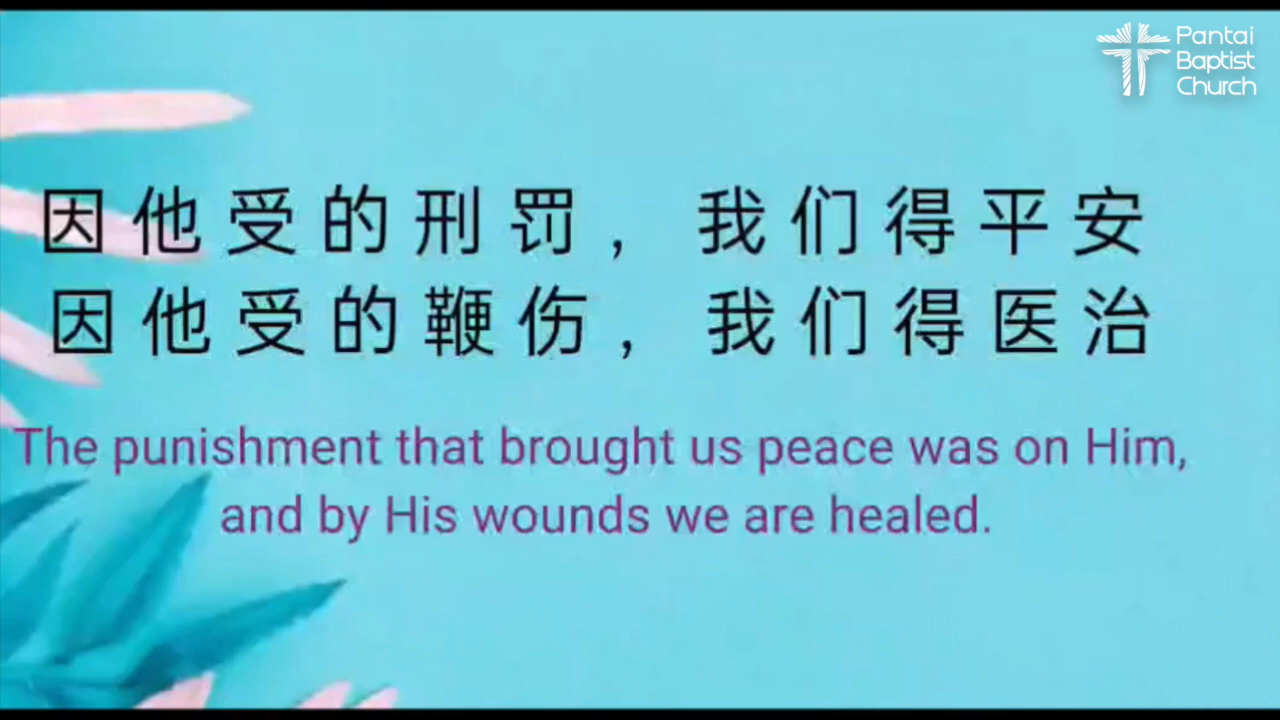 Pantai
Baptist
Church
因他受的刑罚，我们得平安
因他受的鞭伤，我们得医治
The punishment that brought us peace was on Him,
and by His wounds we are healed.